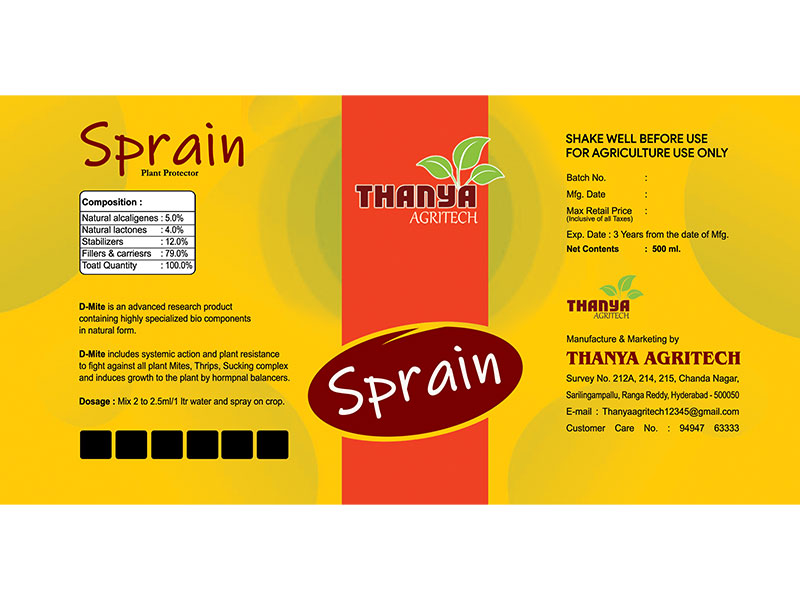 Sprain
Plant Protector
Composition :
Natural alcaligenes : 5.0%
Natural lactones : 4.0%
Stabilizers : 12.0%
Fillers & carriesrs : 79.0%
Toatl Quantity : 100.0%
D-Mite is an advanced research product
containing highly specialized bio components
in natural form.
D-Mite includes systemic action and plant resistance
to fight against all plant Mites, Thrips, Sucking complex
and induces growth to the plant by hormpnal balancers.
Dosage : Mix 2 to 2.5ml/1 ltr water and spray on crop.
THANYA
AGRITECH
Sprain
SHAKE WELL BEFORE USE
FOR AGRICULTURE USE ONLY
Batch No. :
Mfg. Date :
Max Retail Price :
(Inclusive of all Taxes)
Exp. Date : 3 Years from the date of Mfg.
Net Contents : 500 ml.
THANYA
AGRITECH
Manufacture & Marketing by
THANYA AGRITECH
Survey No. 212A, 214, 215, Chanda Nagar,
Sarilingampallu, Ranga Reddy, Hyderabad - 500050
E-mail : Thanyaagritech12345@gmail.com
Customer Care No. : 94947 63333